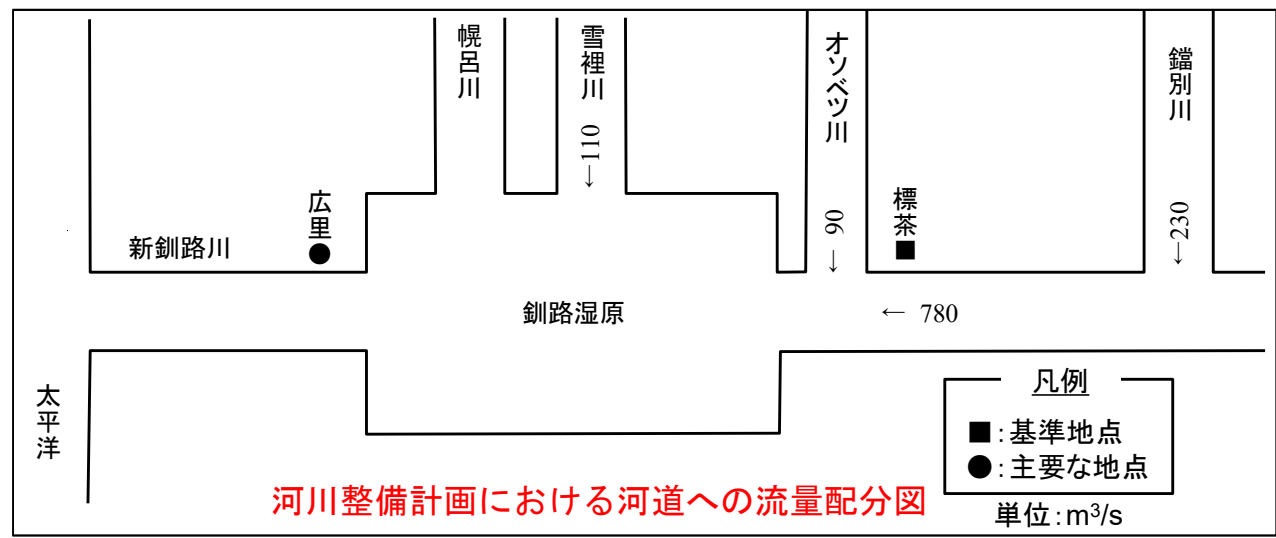 幌呂川
雪裡川
←110
オソベツ川
←90
標茶
■
鐺別川
←230
広里
●
新釧路川
釧路湿原
← 780
太平洋
凡例
■:基準地点
●:主要な地点
単位:m³/s
河川整備計画における河道への流量配分図